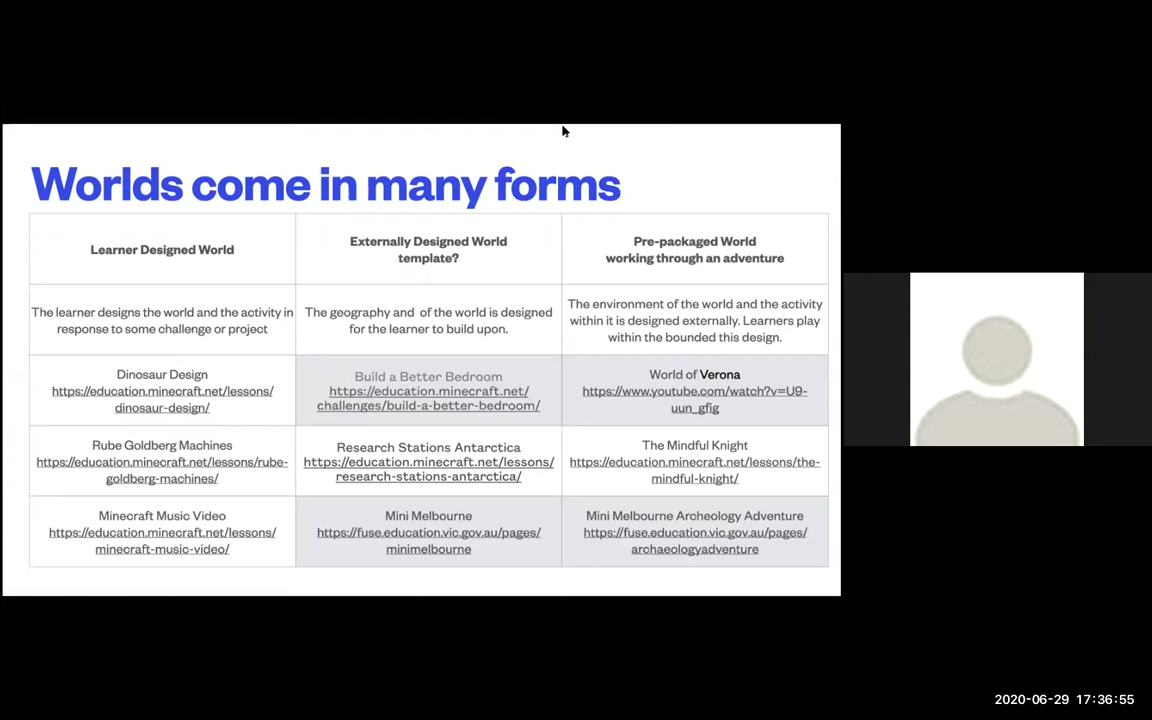 Worlds come in many forms
Learner Designed World
Externally Designed World
template?
Pre-packaged World
working through an adventure
The learner designs the world and the activity in
response to some challenge or project
The geography and  of the world is designed
for the learner to build upon.
The environment of the world and the activity
within it is designed externally. Learners play
within the bounded this design.
Dinosaur Design
https://education.minecraft.net/lessons/
dinosaur-design/
Build a Better Bedroom
https://education.minecraft.net/
challenges/build-a-better-bedroom/
World of Verona
https://www.youtube.com/watch?v=U9-
uun_gfig
Rube Goldberg Machines
https://education.minecraft.net/lessons/rube-
goldberg-machines/
Research Stations Antarctica
https://education.minecraft.net/lessons/
research-stations-antarctica/
The Mindful Knight
https://education.minecraft.net/lessons/the-
mindful-knight/
Minecraft Music Video
https://education.minecraft.net/lessons/
minecraft-music-video/
Mini Melbourne
https://fuse.education.vic.gov.au/pages/
minimelbourne
Mini Melbourne Archeology Adventure
https://fuse.education.vic.gov.au/pages/
archaeologyadventure
2020-06-29 17:36:55